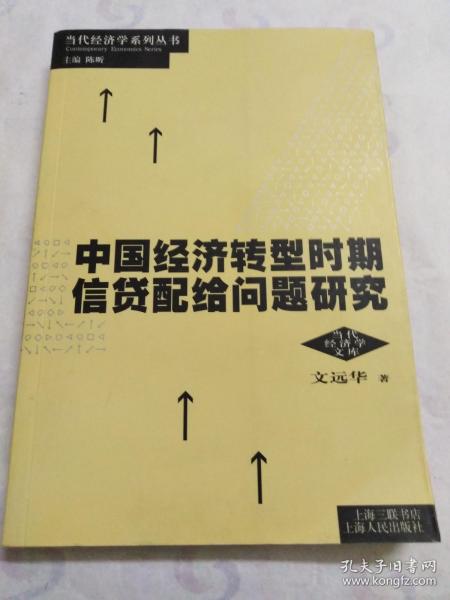 当代经济学系列丛书
Contemporary Economics Series
主编 陈昕
中国经济转型时期
信贷配给问题研究
当代
经济学
文库
文远华 著
上海三联书店
上海人民出版社
孔夫子旧书网
www.kongfz.com